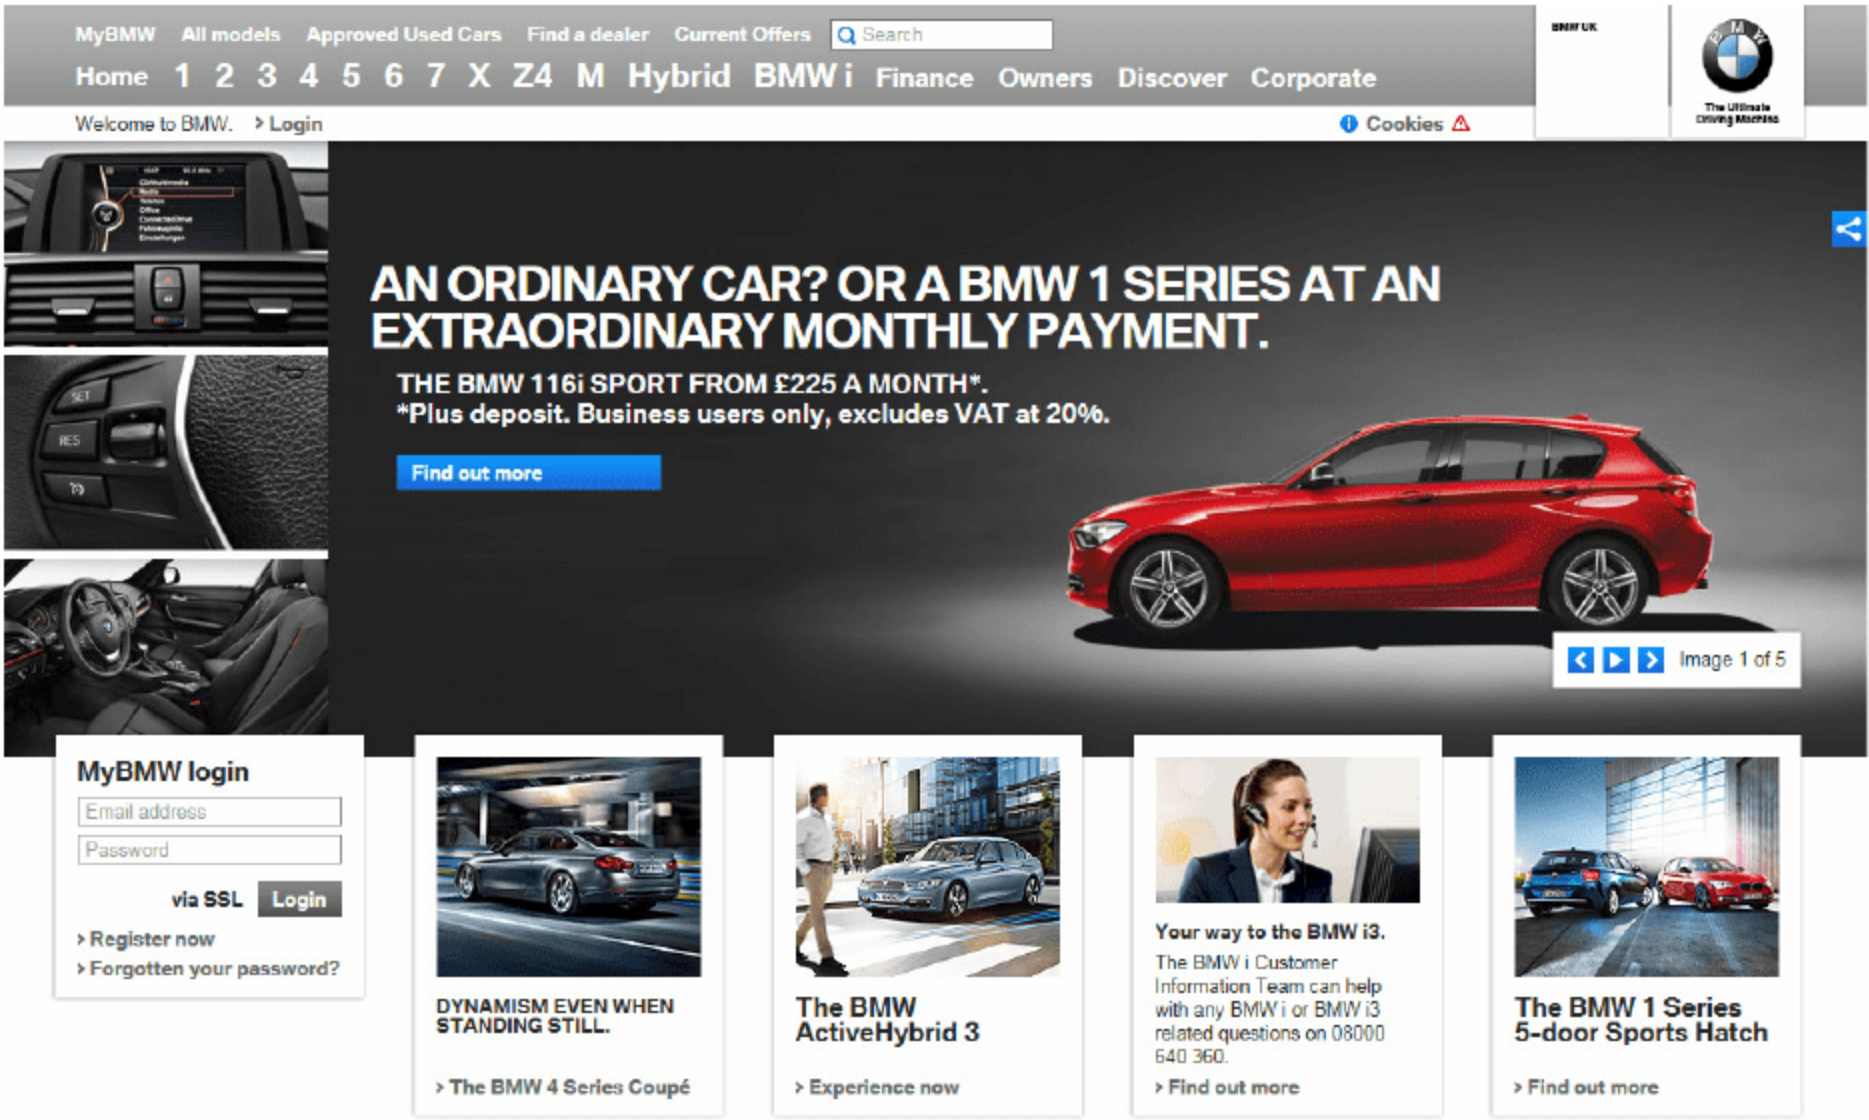 MyBMW All models Approved Used Cars Find a dealer Current Offers Search
BMW UK
Home 1 2 3 4 5 6 7 X Z4 M Hybrid BMW i Finance Owners Discover Corporate
The Ultimate
Driving Machine
Welcome to BMW. > Login
Cookies
AN ORDINARY CAR? OR A BMW 1 SERIES AT AN
EXTRAORDINARY MONTHLY PAYMENT.
THE BMW 116i SPORT FROM £225 A MONTH*.
*Plus deposit. Business users only, excludes VAT at 20%.
Find out more
SET
RES
Image 1 of 5
MyBMW login
Email address
Password
via SSL Login
> Register now
> Forgotten your password?
DYNAMISM EVEN WHEN
STANDING STILL.
> The BMW 4 Series Coupé
The BMW
ActiveHybrid 3
> Experience now
Your way to the BMW i3.
The BMW i Customer
Information Team can help
with any BMW i or BMW i3
related questions on 08000
640 360.
> Find out more
The BMW 1 Series
5-door Sports Hatch
> Find out more